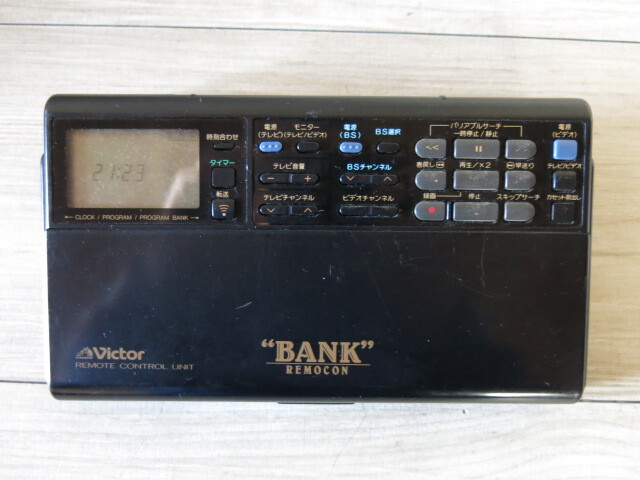 21:23
← CLOCK / PROGRAM / PROGRAM BANK →
時刻合わせ
タイマー
転送
電源
(テレビ)
モニター
(テレビ/ビデオ)
電源
(BS)
BS選択
テレビ音量
− +
BSチャンネル
テレビチャンネル
ビデオチャンネル
バリアブルサーチ
一時停止/静止
電源
(ビデオ)
巻戻し
再生/×2
早送り
テレビ/ビデオ
録画
停止
スキップサーチ
カセット取出し
Victor
REMOTE CONTROL UNIT
“BANK”
REMOCON